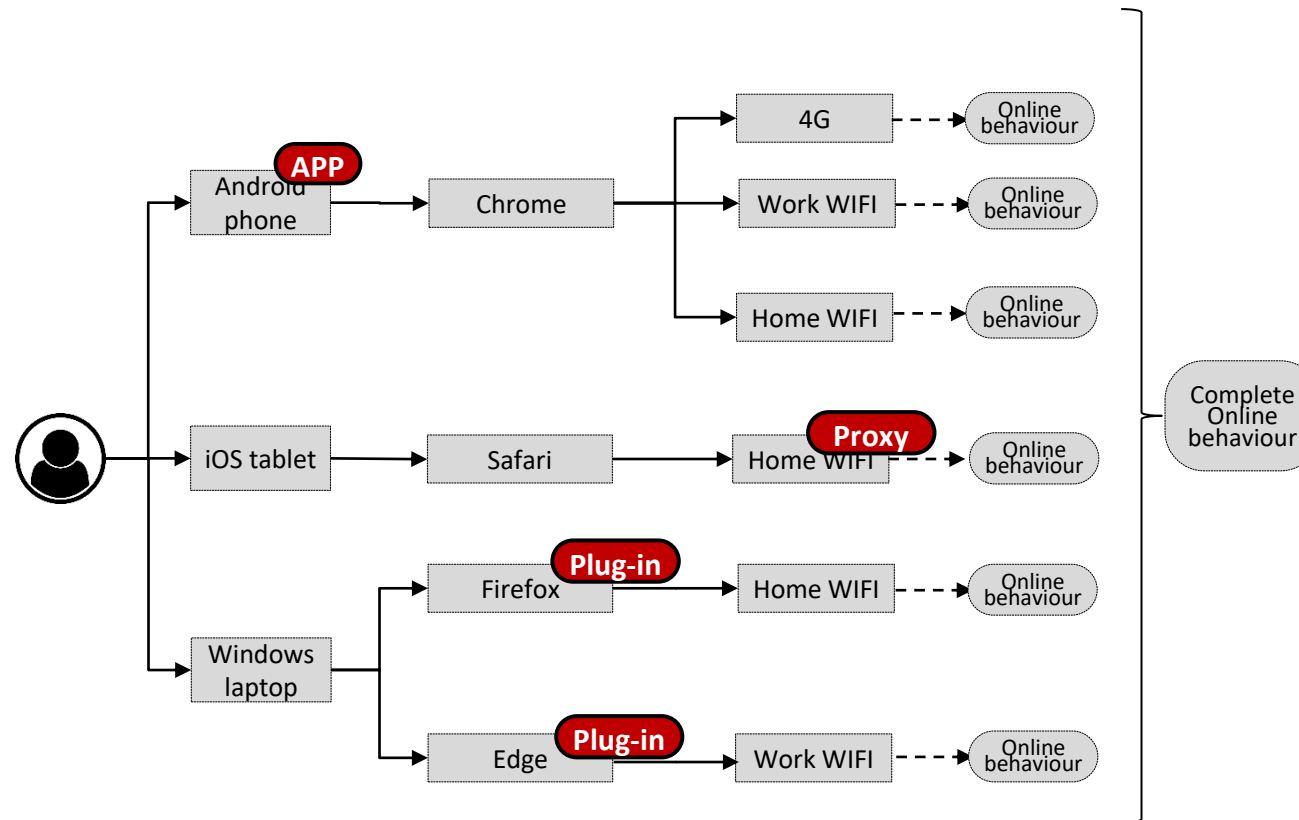 4G
Online
behaviour
APP
Android
phone
Chrome
Work WIFI
Online
behaviour
Home WIFI
Online
behaviour
Complete
Online
behaviour
iOS tablet
Safari
Proxy
Home WIFI
Online
behaviour
Plug-in
Firefox
Home WIFI
Online
behaviour
Windows
laptop
Plug-in
Edge
Work WIFI
Online
behaviour